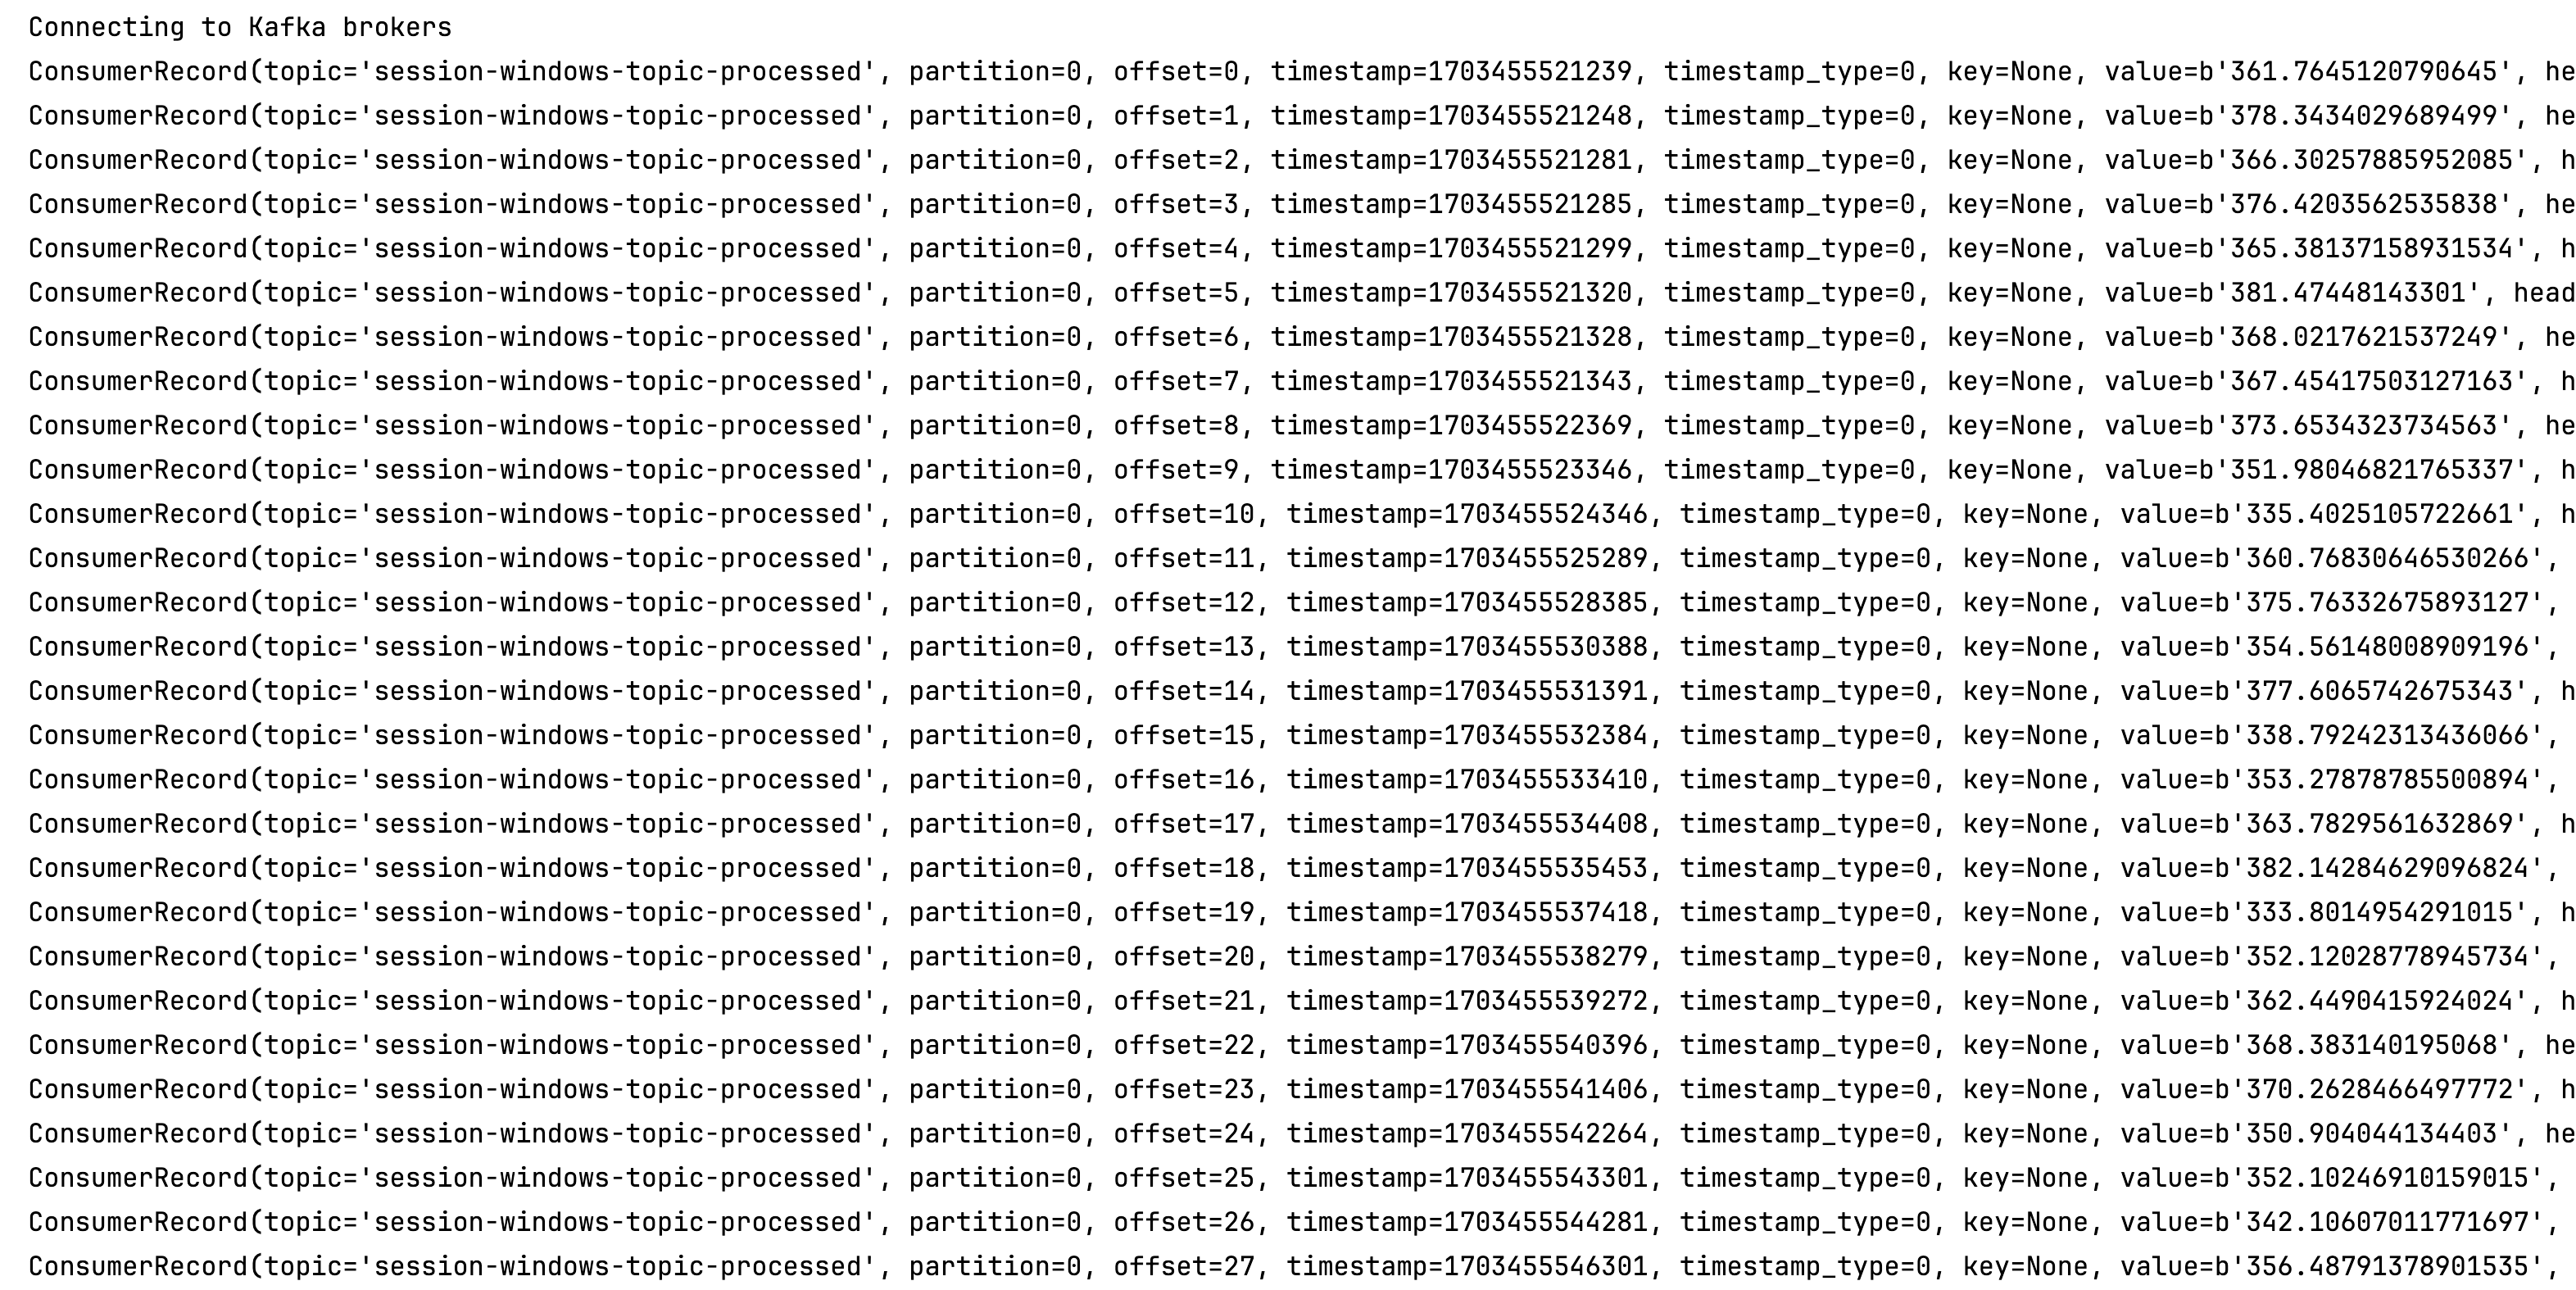 Connecting to Kafka brokers
ConsumerRecord(topic='session-windows-topic-processed', partition=0, offset=0, timestamp=1703455521239, timestamp_type=0, key=None, value=b'361.7645120790645', he
ConsumerRecord(topic='session-windows-topic-processed', partition=0, offset=1, timestamp=1703455521248, timestamp_type=0, key=None, value=b'378.3434029689499', he
ConsumerRecord(topic='session-windows-topic-processed', partition=0, offset=2, timestamp=1703455521281, timestamp_type=0, key=None, value=b'366.30257885952085', h
ConsumerRecord(topic='session-windows-topic-processed', partition=0, offset=3, timestamp=1703455521285, timestamp_type=0, key=None, value=b'376.4203562535838', he
ConsumerRecord(topic='session-windows-topic-processed', partition=0, offset=4, timestamp=1703455521299, timestamp_type=0, key=None, value=b'365.38137158931534', h
ConsumerRecord(topic='session-windows-topic-processed', partition=0, offset=5, timestamp=1703455521320, timestamp_type=0, key=None, value=b'381.47448143301', head
ConsumerRecord(topic='session-windows-topic-processed', partition=0, offset=6, timestamp=1703455521328, timestamp_type=0, key=None, value=b'368.0217621537249', he
ConsumerRecord(topic='session-windows-topic-processed', partition=0, offset=7, timestamp=1703455521343, timestamp_type=0, key=None, value=b'367.45417503127163', h
ConsumerRecord(topic='session-windows-topic-processed', partition=0, offset=8, timestamp=1703455522369, timestamp_type=0, key=None, value=b'373.6534323734563', he
ConsumerRecord(topic='session-windows-topic-processed', partition=0, offset=9, timestamp=1703455523346, timestamp_type=0, key=None, value=b'351.98046821765337', h
ConsumerRecord(topic='session-windows-topic-processed', partition=0, offset=10, timestamp=1703455524346, timestamp_type=0, key=None, value=b'335.4025105722661', h
ConsumerRecord(topic='session-windows-topic-processed', partition=0, offset=11, timestamp=1703455525289, timestamp_type=0, key=None, value=b'360.76830646530266',
ConsumerRecord(topic='session-windows-topic-processed', partition=0, offset=12, timestamp=1703455528385, timestamp_type=0, key=None, value=b'375.76332675893127',
ConsumerRecord(topic='session-windows-topic-processed', partition=0, offset=13, timestamp=1703455530388, timestamp_type=0, key=None, value=b'354.56148008909196',
ConsumerRecord(topic='session-windows-topic-processed', partition=0, offset=14, timestamp=1703455531391, timestamp_type=0, key=None, value=b'377.6065742675343', h
ConsumerRecord(topic='session-windows-topic-processed', partition=0, offset=15, timestamp=1703455532384, timestamp_type=0, key=None, value=b'338.79242313436066',
ConsumerRecord(topic='session-windows-topic-processed', partition=0, offset=16, timestamp=1703455533410, timestamp_type=0, key=None, value=b'353.27878785500894',
ConsumerRecord(topic='session-windows-topic-processed', partition=0, offset=17, timestamp=1703455534408, timestamp_type=0, key=None, value=b'363.7829561632869', h
ConsumerRecord(topic='session-windows-topic-processed', partition=0, offset=18, timestamp=1703455535453, timestamp_type=0, key=None, value=b'382.14284629096824',
ConsumerRecord(topic='session-windows-topic-processed', partition=0, offset=19, timestamp=1703455537418, timestamp_type=0, key=None, value=b'333.8014954291015', h
ConsumerRecord(topic='session-windows-topic-processed', partition=0, offset=20, timestamp=1703455538279, timestamp_type=0, key=None, value=b'352.12028778945734',
ConsumerRecord(topic='session-windows-topic-processed', partition=0, offset=21, timestamp=1703455539272, timestamp_type=0, key=None, value=b'362.4490415924024', h
ConsumerRecord(topic='session-windows-topic-processed', partition=0, offset=22, timestamp=1703455540396, timestamp_type=0, key=None, value=b'368.383140195068', he
ConsumerRecord(topic='session-windows-topic-processed', partition=0, offset=23, timestamp=1703455541406, timestamp_type=0, key=None, value=b'370.2628466497772', h
ConsumerRecord(topic='session-windows-topic-processed', partition=0, offset=24, timestamp=1703455542264, timestamp_type=0, key=None, value=b'350.904044134403', he
ConsumerRecord(topic='session-windows-topic-processed', partition=0, offset=25, timestamp=1703455543301, timestamp_type=0, key=None, value=b'352.10246910159015',
ConsumerRecord(topic='session-windows-topic-processed', partition=0, offset=26, timestamp=1703455544281, timestamp_type=0, key=None, value=b'342.10607011771697',
ConsumerRecord(topic='session-windows-topic-processed', partition=0, offset=27, timestamp=1703455546301, timestamp_type=0, key=None, value=b'356.48791378901535',